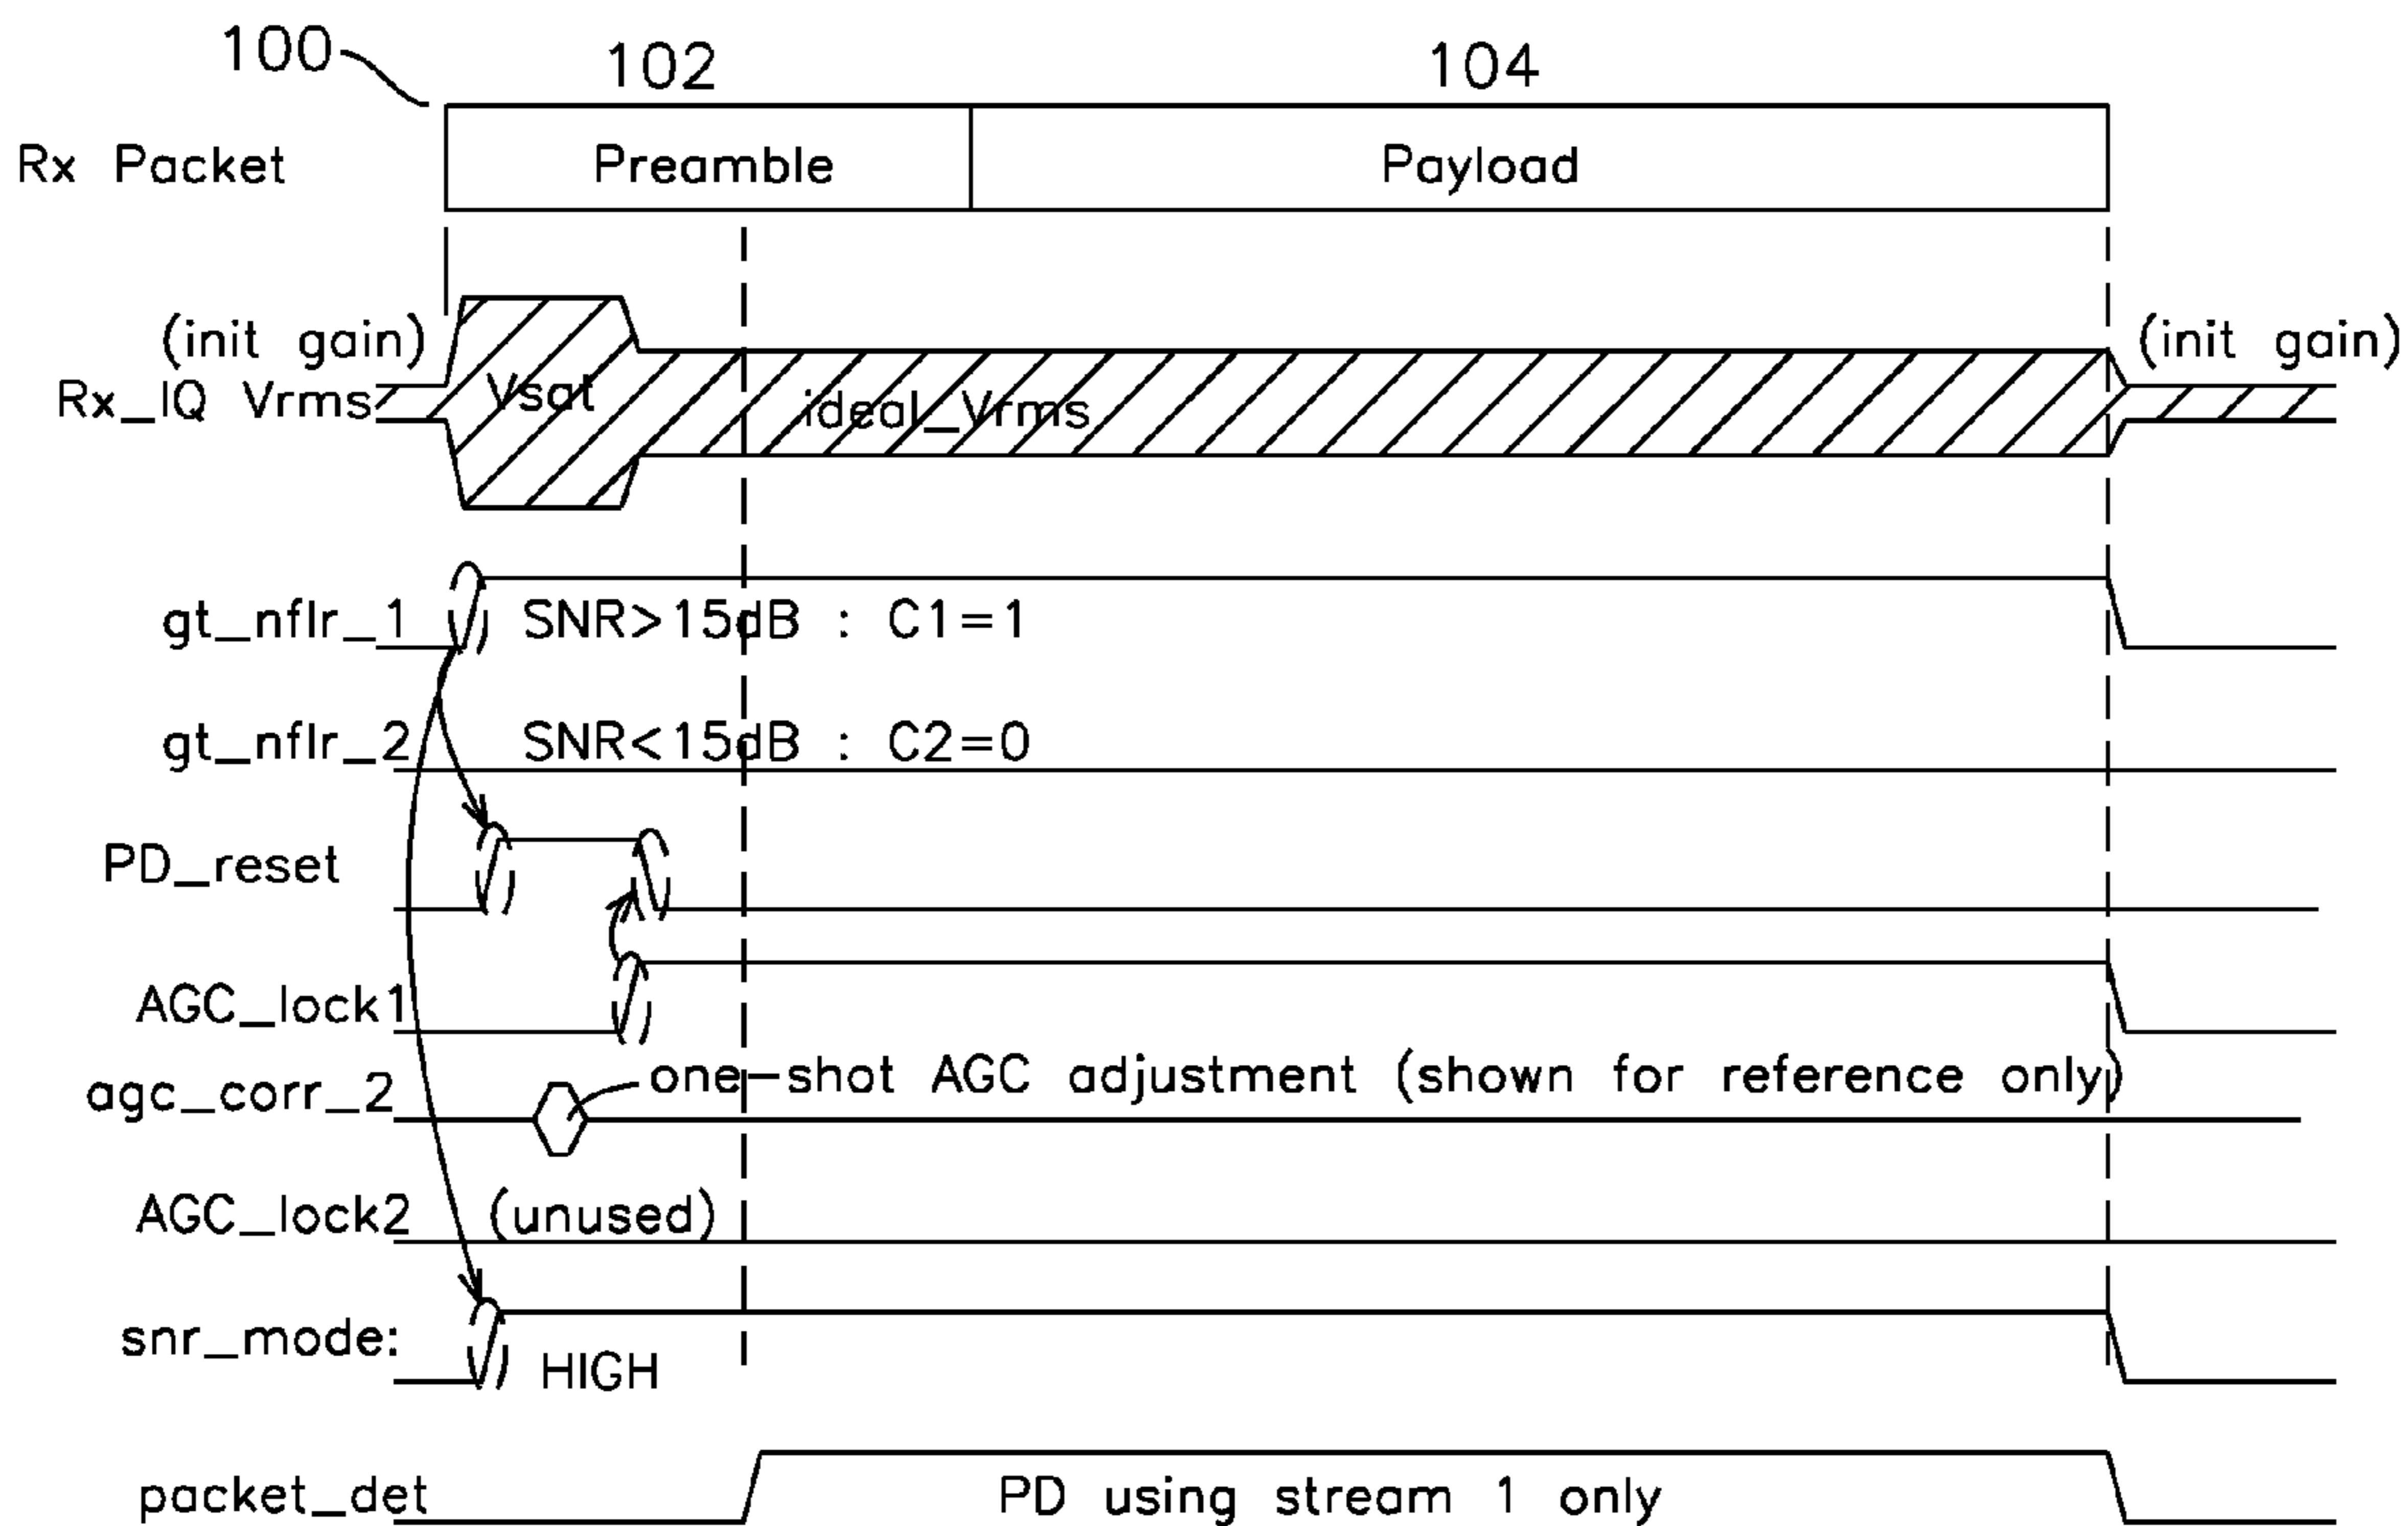 100
102
104
Rx Packet
Preamble
Payload
(init gain)
(init gain)
Rx_IQ Vrms
Vsat
ideal_Vrms
gt_nflr_1
SNR>15dB : C1=1
gt_nflr_2
SNR<15dB : C2=0
PD_reset
AGC_lock1
agc_corr_2
one-shot AGC adjustment (shown for reference only)
AGC_lock2
(unused)
snr_mode:
HIGH
packet_det
PD using stream 1 only